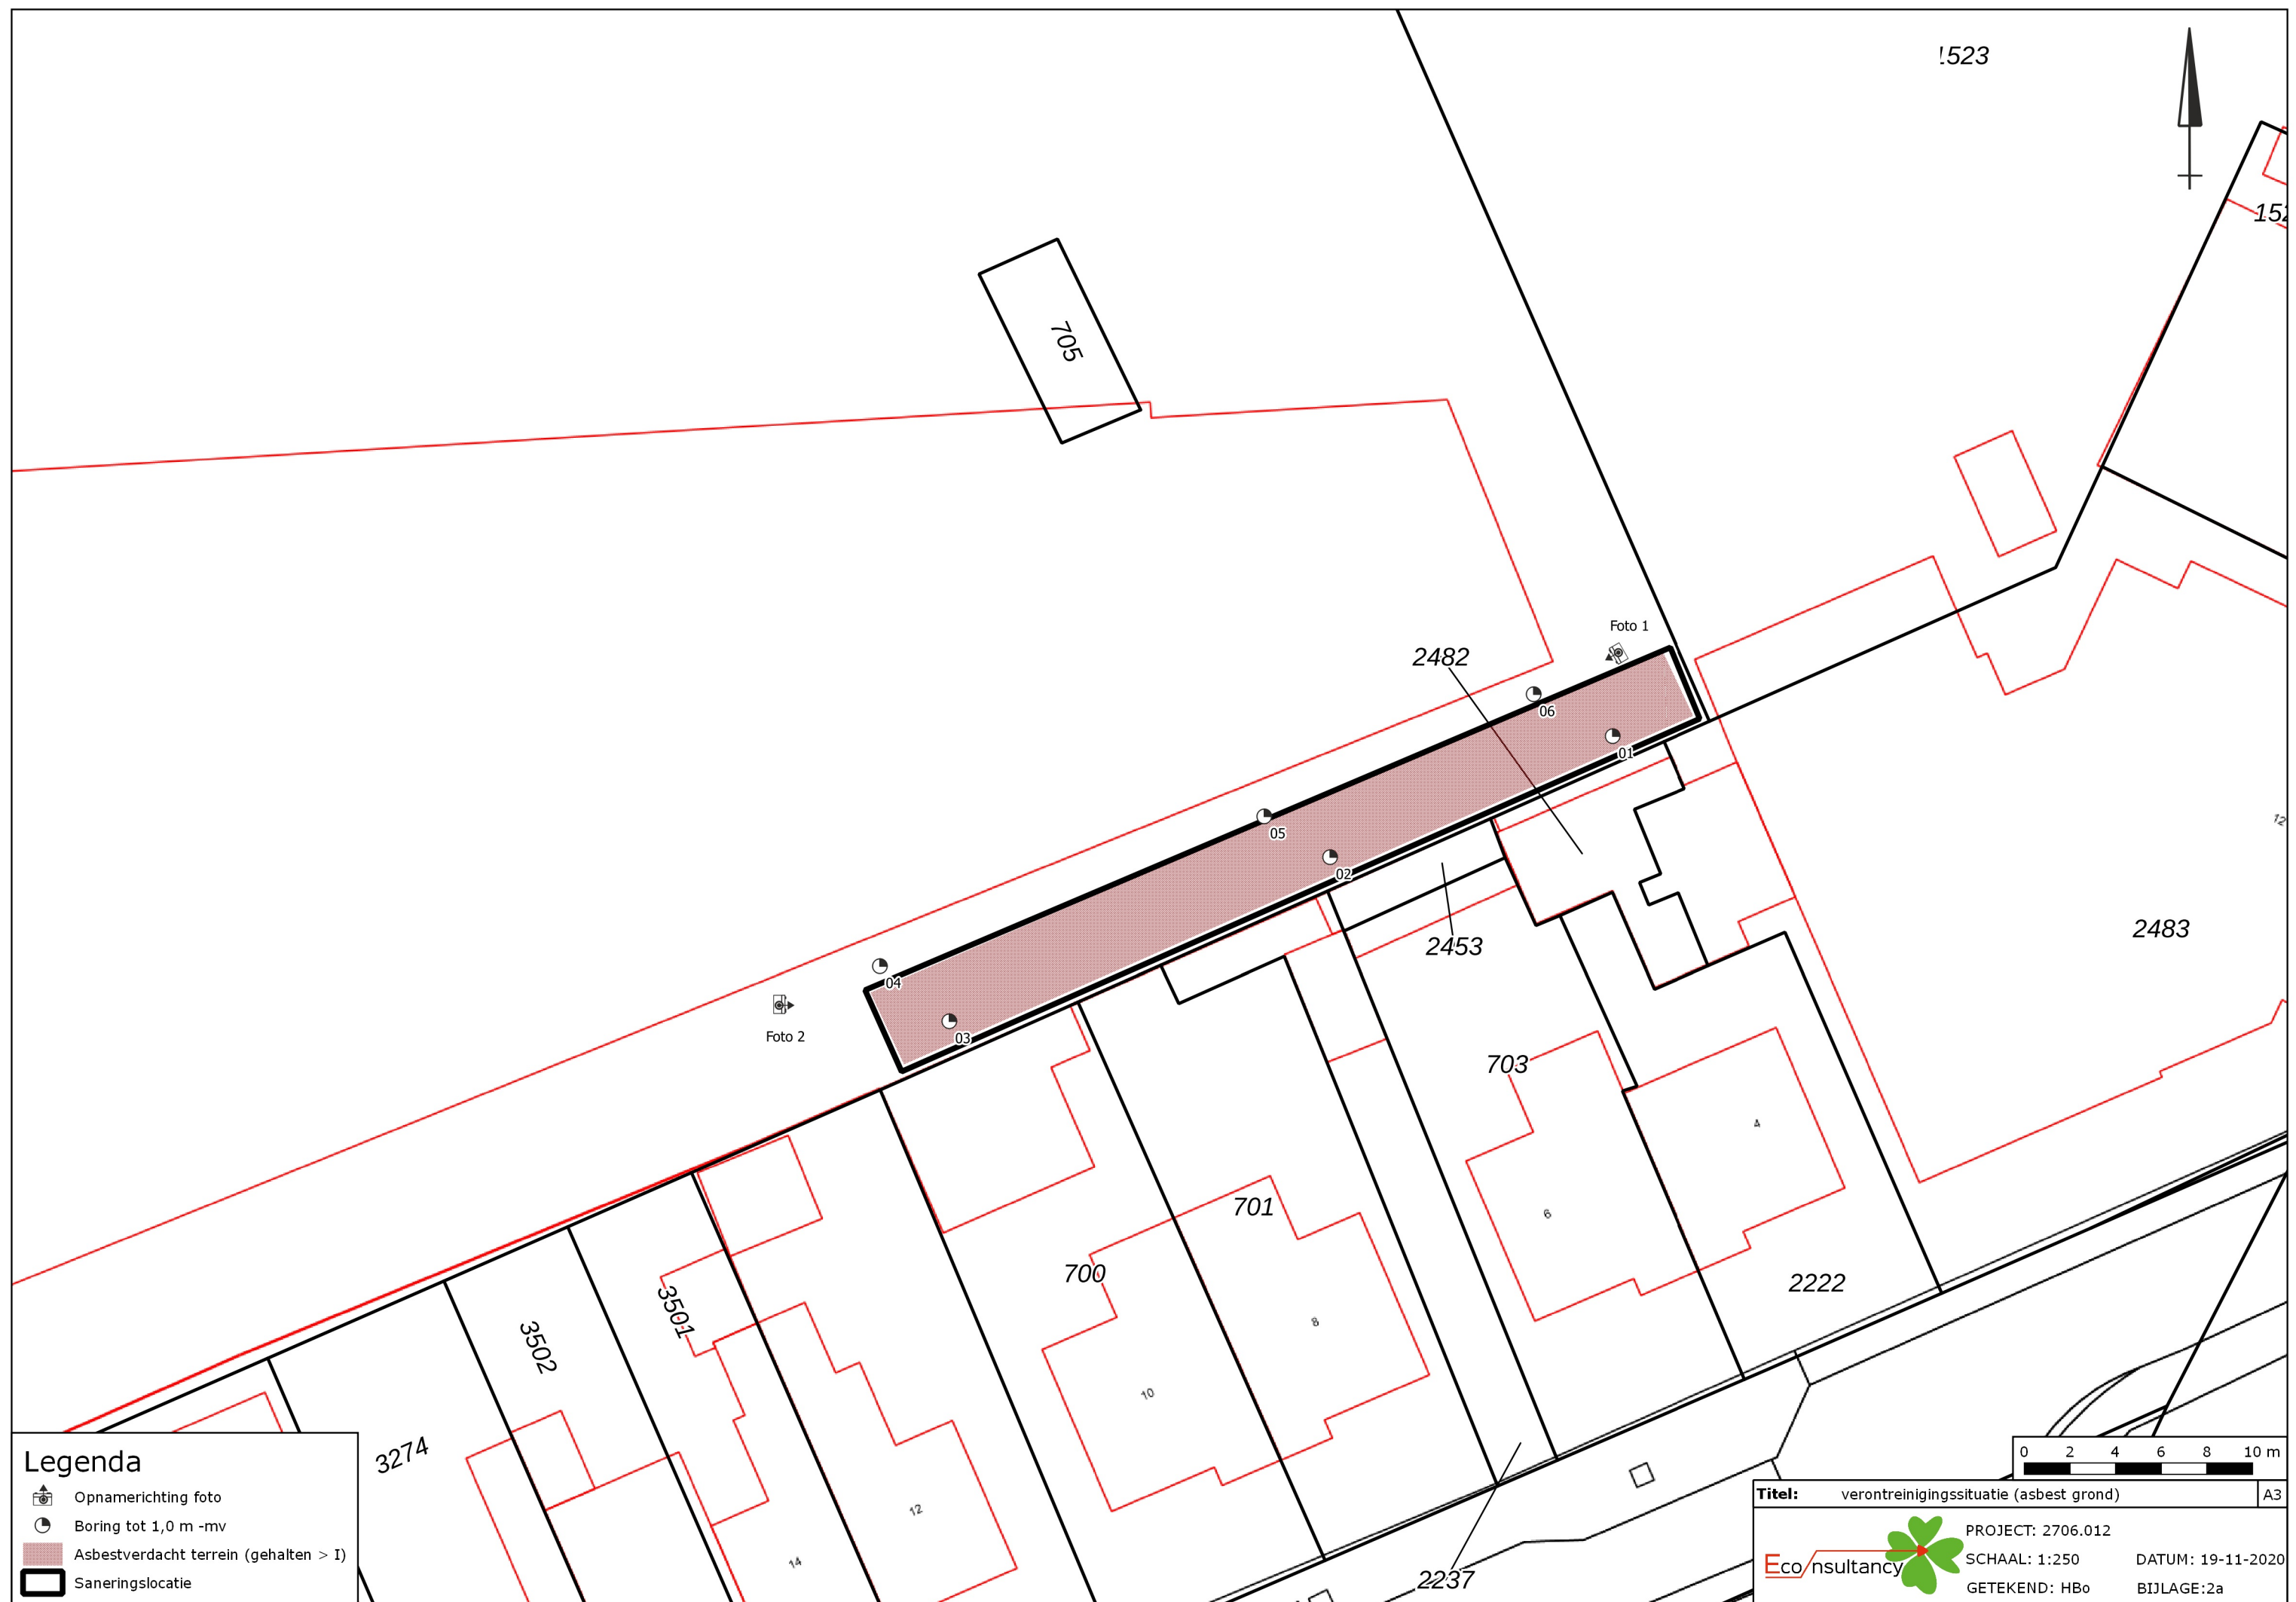 1523
705
Foto 1
2482
06
01
05
02
2453
2483
04
03
Foto 2
703
4
701
6
700
2222
3501
3502
8
10
3274
12
14
2237
Legenda
Opnamerichting foto
Boring tot 1,0 m -mv
Asbestverdacht terrein (gehalten > I)
Saneringslocatie
0 2 4 6 8 10 m
Titel: verontreinigingssituatie (asbest grond) A3
Econsultancy
PROJECT: 2706.012
SCHAAL: 1:250 DATUM: 19-11-2020
GETEKEND: HBo BIJLAGE:2a